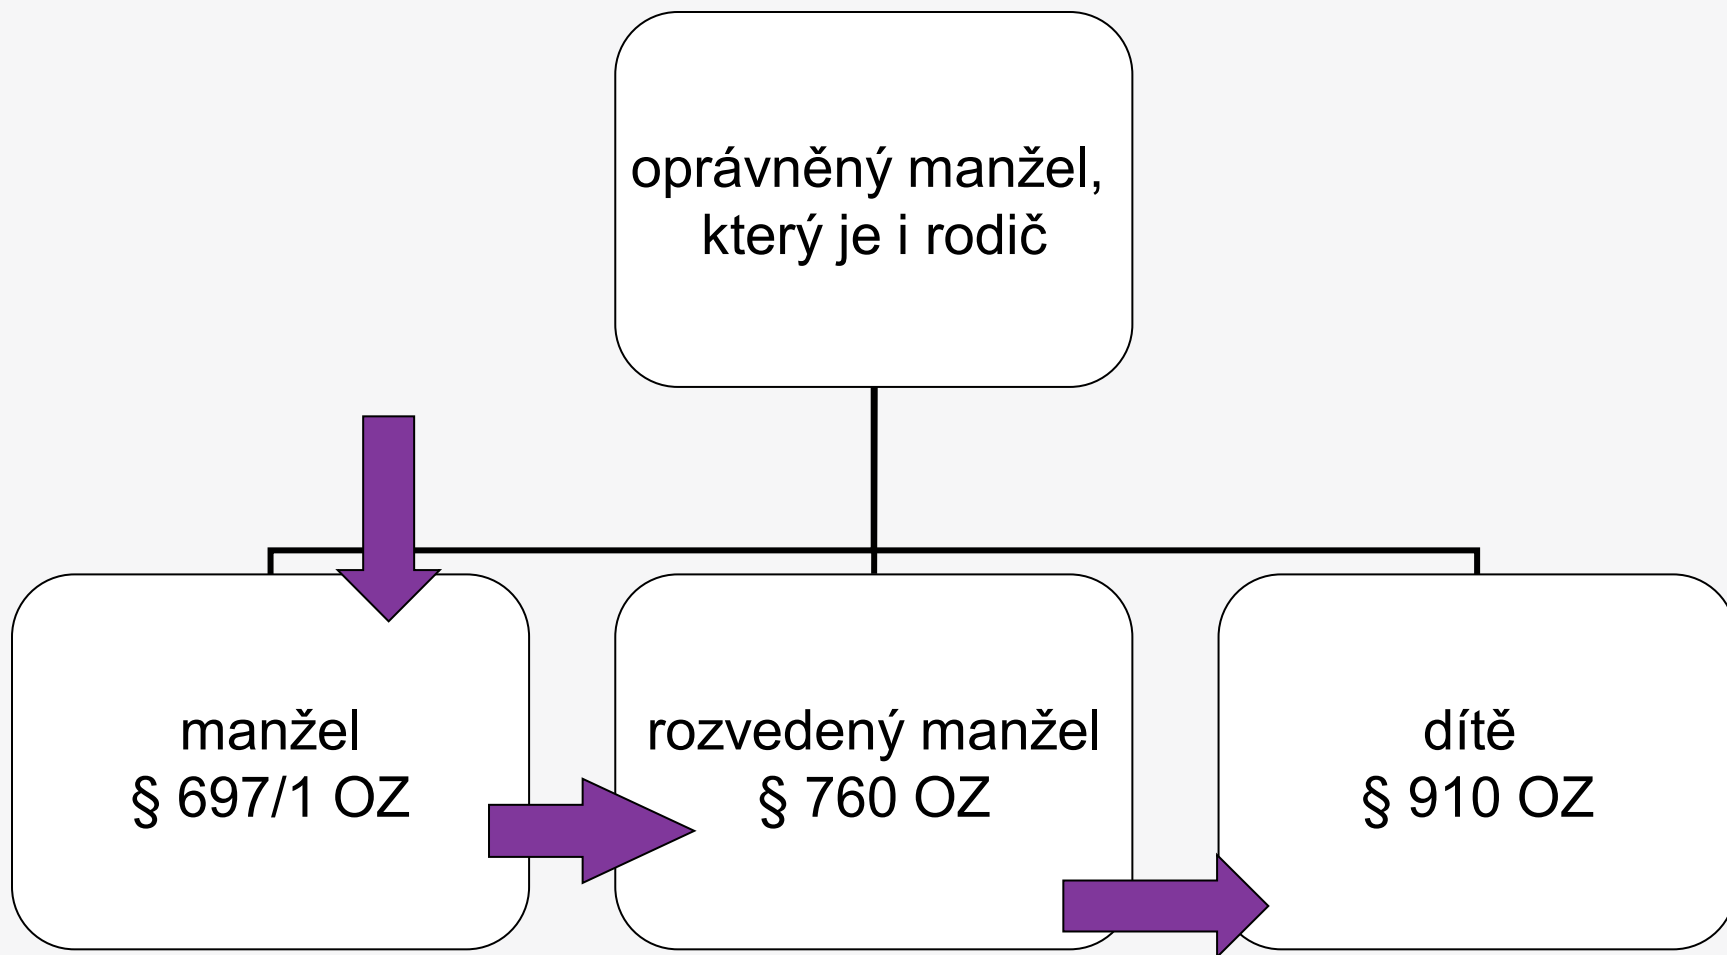 oprávněný manžel,
který je i rodič
manžel
§ 697/1 OZ
rozvedený manžel
§ 760 OZ
dítě
§ 910 OZ